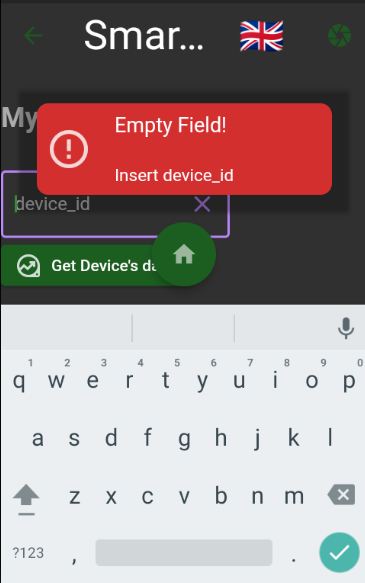 Smar...
My
Empty Field!
Insert device_id
device_id
Get Device's da
1 2 3 4 5 6 7 8 9 0
q w e r t y u i o p
a s d f g h j k l
z x c v b n m
?123 , .